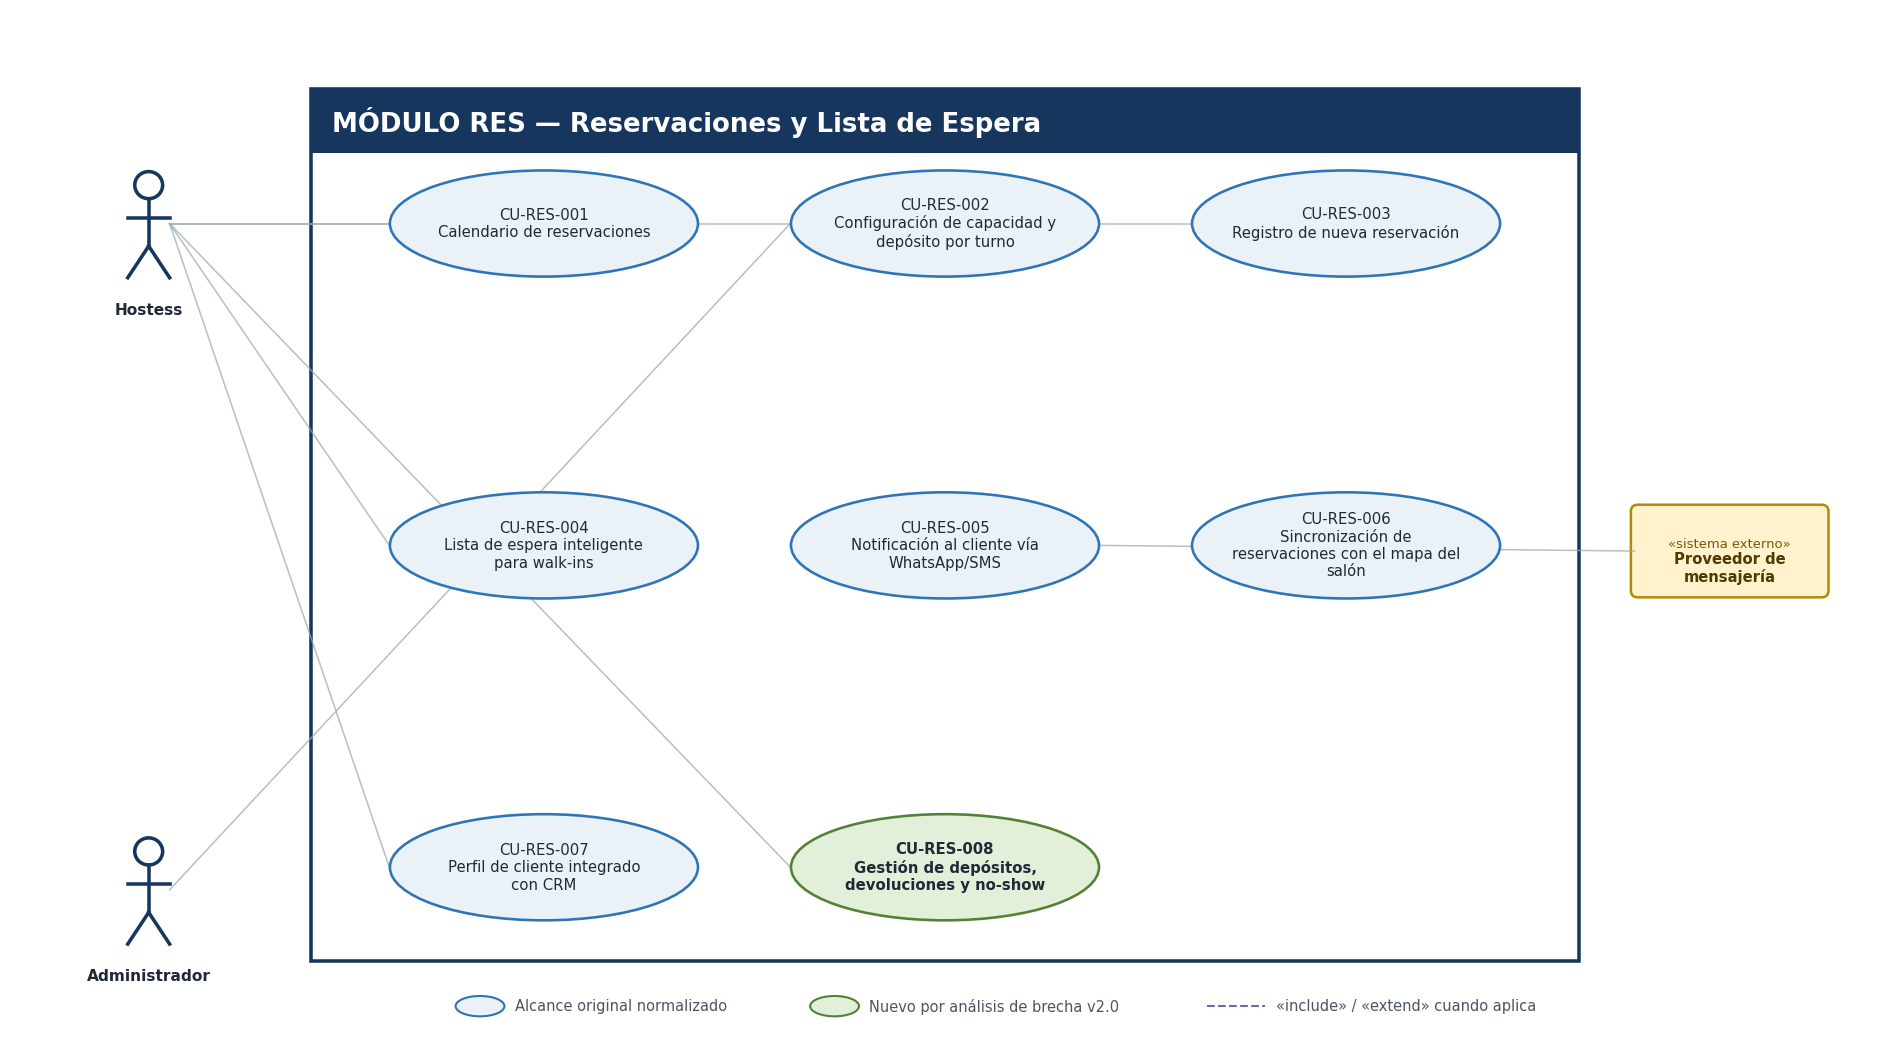 MÓDULO RES — Reservaciones y Lista de Espera
Hostess
CU-RES-001
Calendario de reservaciones
CU-RES-002
Configuración de capacidad y
depósito por turno
CU-RES-003
Registro de nueva reservación
CU-RES-004
Lista de espera inteligente
para walk-ins
CU-RES-005
Notificación al cliente vía
WhatsApp/SMS
CU-RES-006
Sincronización de
reservaciones con el mapa del
salón
«sistema externo»
Proveedor de
mensajería
CU-RES-007
Perfil de cliente integrado
con CRM
CU-RES-008
Gestión de depósitos,
devoluciones y no-show
Administrador
Alcance original normalizado
Nuevo por análisis de brecha v2.0
«include» / «extend» cuando aplica